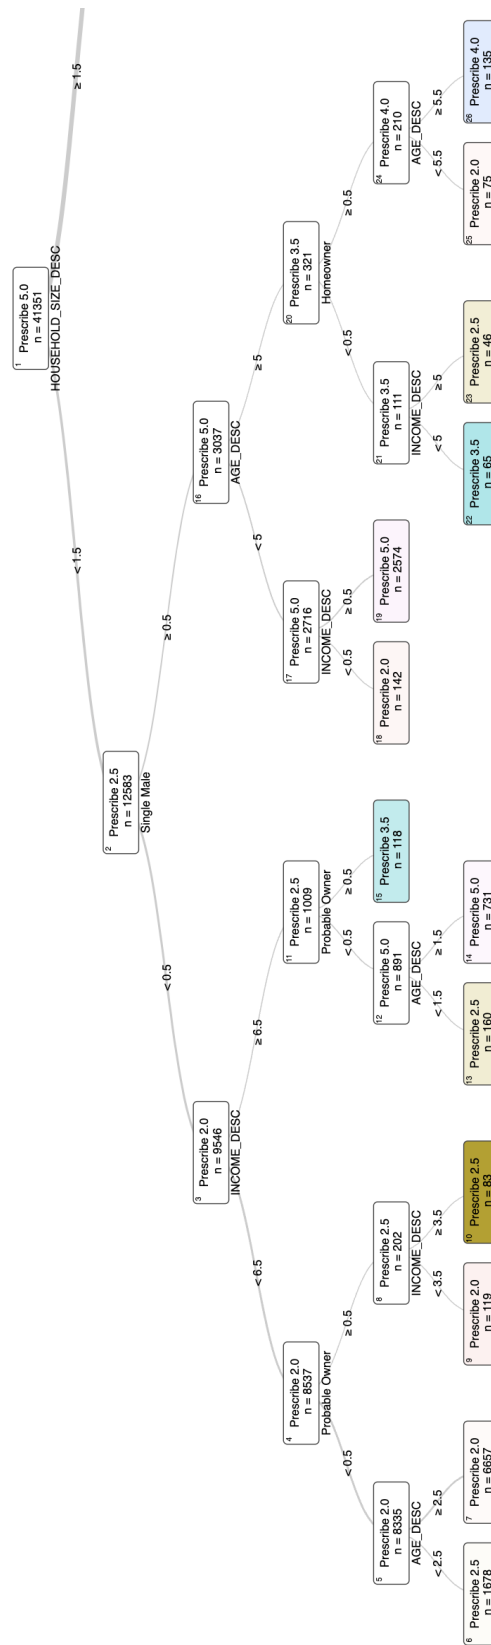 1
Prescribe 5.0
n = 41351
HOUSEHOLD_SIZE_DESC
< 1.5
≥ 1.5
2
Prescribe 2.5
n = 12583
Single Male
< 0.5
≥ 0.5
3
Prescribe 2.0
n = 9546
INCOME_DESC
< 6.5
≥ 6.5
16
Prescribe 5.0
n = 3037
AGE_DESC
< 5
≥ 5
4
Prescribe 2.0
n = 8537
Probable Owner
< 0.5
≥ 0.5
11
Prescribe 2.5
n = 1009
Probable Owner
< 0.5
≥ 0.5
17
Prescribe 5.0
n = 2716
INCOME_DESC
< 0.5
≥ 0.5
20
Prescribe 3.5
n = 321
Homeowner
< 0.5
≥ 0.5
5
Prescribe 2.0
n = 8335
AGE_DESC
< 2.5
≥ 2.5
8
Prescribe 2.5
n = 202
INCOME_DESC
< 3.5
≥ 3.5
12
Prescribe 5.0
n = 891
AGE_DESC
< 1.5
≥ 1.5
15
Prescribe 3.5
n = 118
18
Prescribe 2.0
n = 142
19
Prescribe 5.0
n = 2574
21
Prescribe 3.5
n = 111
INCOME_DESC
< 5
≥ 5
24
Prescribe 4.0
n = 210
AGE_DESC
< 5.5
≥ 5.5
6
Prescribe 2.5
n = 1678
7
Prescribe 2.0
n = 6657
9
Prescribe 2.0
n = 119
10
Prescribe 2.5
n = 83
13
Prescribe 2.5
n = 160
14
Prescribe 5.0
n = 731
22
Prescribe 3.5
n = 65
23
Prescribe 2.5
n = 46
25
Prescribe 2.0
n = 75
26
Prescribe 4.0
n = 135